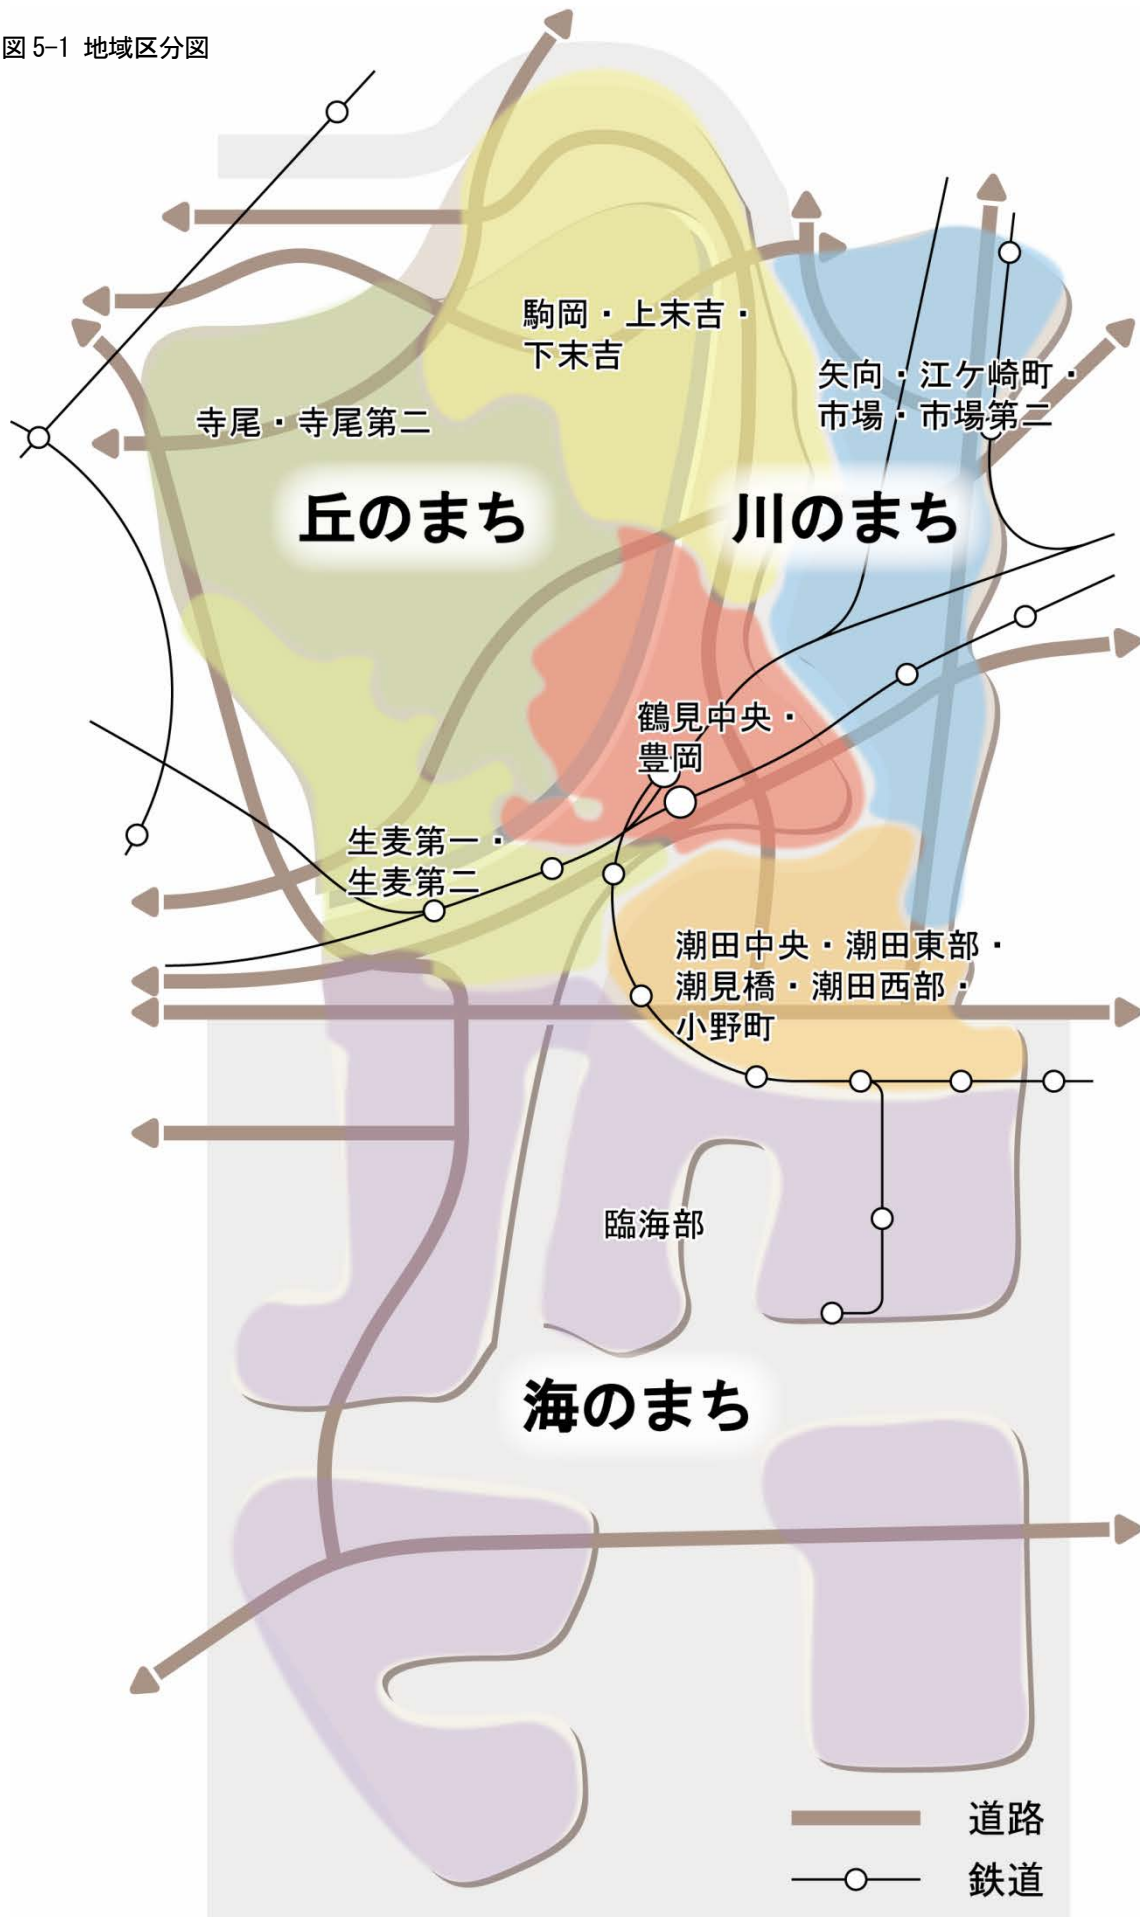 図5-1 地域区分図
駒岡・上末吉・
下末吉
矢向・江ケ崎町・
市場・市場第二
寺尾・寺尾第二
丘のまち
川のまち
鶴見中央・
豊岡
生麦第一・
生麦第二
潮田中央・潮田東部・
潮見橋・潮田西部・
小野町
臨海部
海のまち
道路
鉄道